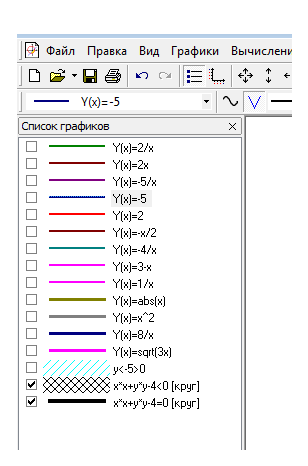 Файл Правка Вид Графики Вычислени
Y(x)=-5
Список графиков
Y(x)=2/x
Y(x)=2x
Y(x)=-5/x
Y(x)=-5
Y(x)=2
Y(x)=-x/2
Y(x)=-4/x
Y(x)=3-x
Y(x)=1/x
Y(x)=abs(x)
Y(x)=x^2
Y(x)=8/x
Y(x)=sqrt(3x)
y<-5>0
x*x+y*y-4<0 [круг]
x*x+y*y-4=0 [круг]